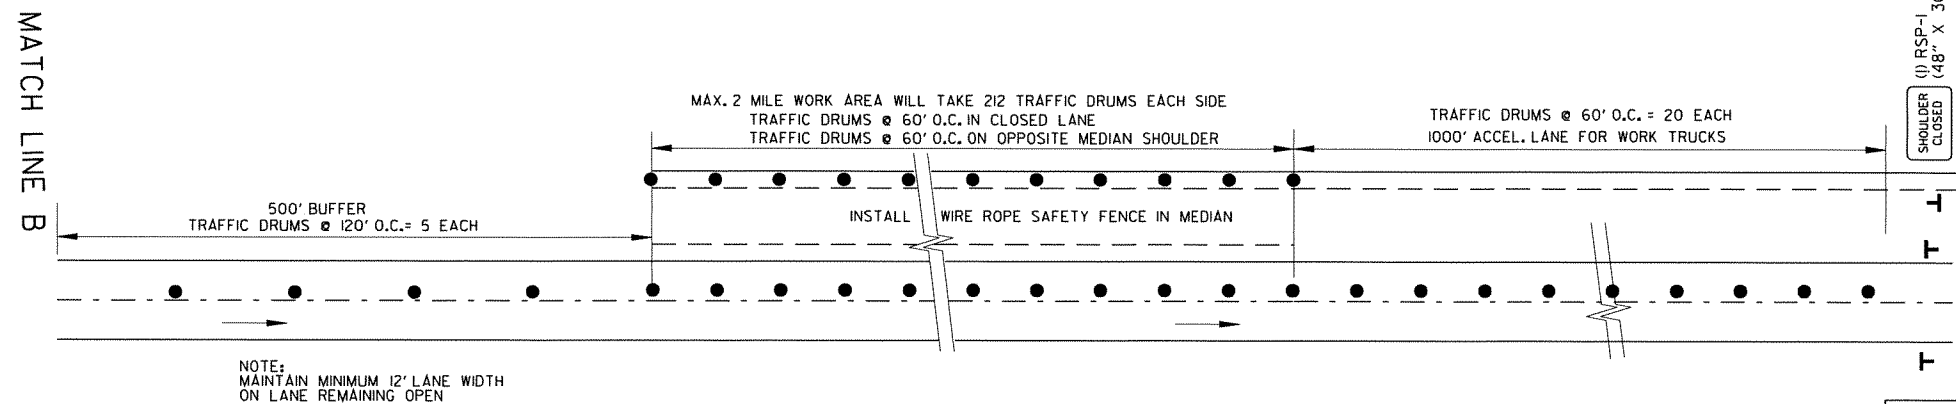 MATCH LINE B
500' BUFFER
TRAFFIC DRUMS @ 120' O.C.= 5 EACH
MAX. 2 MILE WORK AREA WILL TAKE 212 TRAFFIC DRUMS EACH SIDE
TRAFFIC DRUMS @ 60' O.C. IN CLOSED LANE
TRAFFIC DRUMS @ 60' O.C. ON OPPOSITE MEDIAN SHOULDER
INSTALL WIRE ROPE SAFETY FENCE IN MEDIAN
TRAFFIC DRUMS @ 60' O.C. = 20 EACH
1000' ACCEL. LANE FOR WORK TRUCKS
(1) RSP-1
(48" X
SHOULDER
CLOSED
NOTE:
MAINTAIN MINIMUM 12' LANE WIDTH
ON LANE REMAINING OPEN